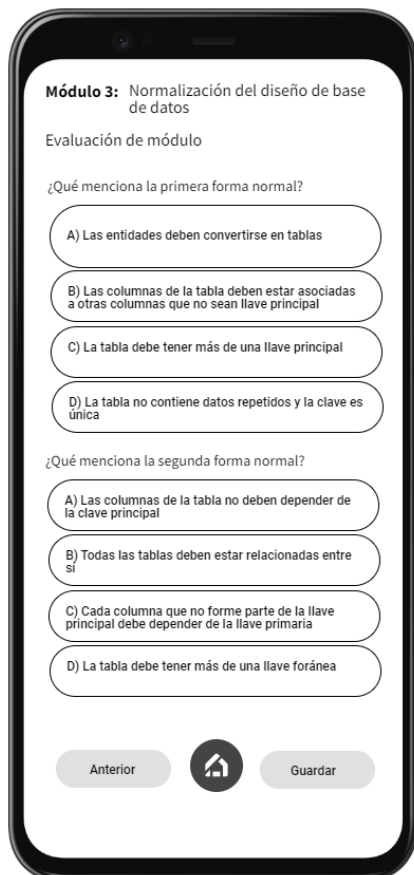 Módulo 3: Normalización del diseño de base
de datos
Evaluación de módulo
¿Qué menciona la primera forma normal?
A) Las entidades deben convertirse en tablas
B) Las columnas de la tabla deben estar asociadas
a otras columnas que no sean llave principal
C) La tabla debe tener más de una llave principal
D) La tabla no contiene datos repetidos y la clave es
única
¿Qué menciona la segunda forma normal?
A) Las columnas de la tabla no deben depender de
la clave principal
B) Todas las tablas deben estar relacionadas entre
sí
C) Cada columna que no forme parte de la llave
principal debe depender de la llave primaria
D) La tabla debe tener más de una llave foránea
Anterior
Guardar